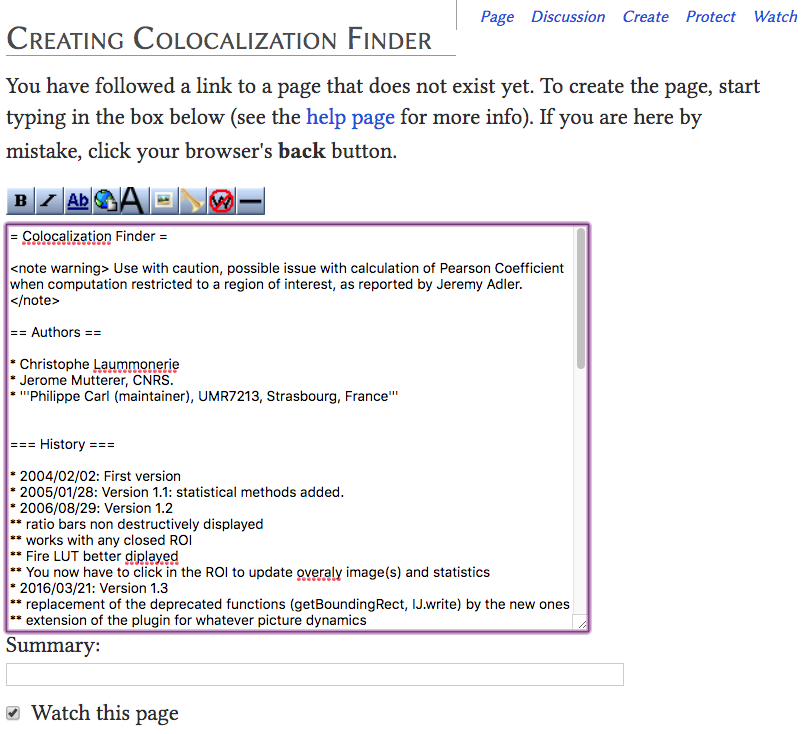 Page Discussion Create Protect Watch
Creating Colocalization Finder
You have followed a link to a page that does not exist yet. To create the page, start
typing in the box below (see the help page for more info). If you are here by
mistake, click your browser's back button.
B I Ab A W
= Colocalization Finder =
<note warning> Use with caution, possible issue with calculation of Pearson Coefficient
when computation restricted to a region of interest, as reported by Jeremy Adler.
</note>
== Authors ==
* Christophe Laummonerie
* Jerome Mutterer, CNRS.
* '''Philippe Carl (maintainer), UMR7213, Strasbourg, France'''
=== History ===
* 2004/02/02: First version
* 2005/01/28: Version 1.1: statistical methods added.
* 2006/08/29: Version 1.2
** ratio bars non destructively displayed
** works with any closed ROI
** Fire LUT better diplayed
** You now have to click in the ROI to update overaly image(s) and statistics
* 2016/03/21: Version 1.3
** replacement of the deprecated functions (getBoundingRect, IJ.write) by the new ones
** extension of the plugin for whatever picture dynamics
Summary:
Watch this page